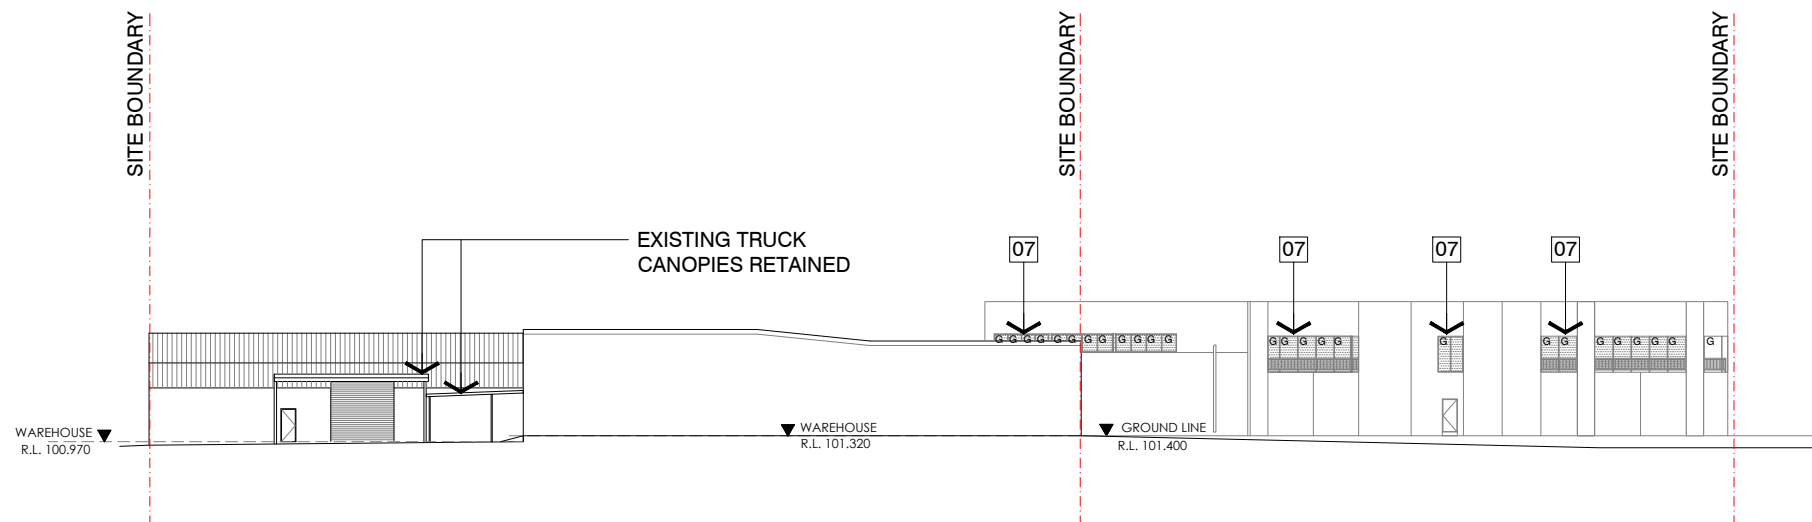 SITE BOUNDARY
SITE BOUNDARY
SITE BOUNDARY
EXISTING TRUCK
CANOPIES RETAINED
07
07
07
07
G G G G G G G G G G G G
G G G G G
G
G G
G G G G G
G
WAREHOUSE
R.L. 100.970
WAREHOUSE
R.L. 101.320
GROUND LINE
R.L. 101.400